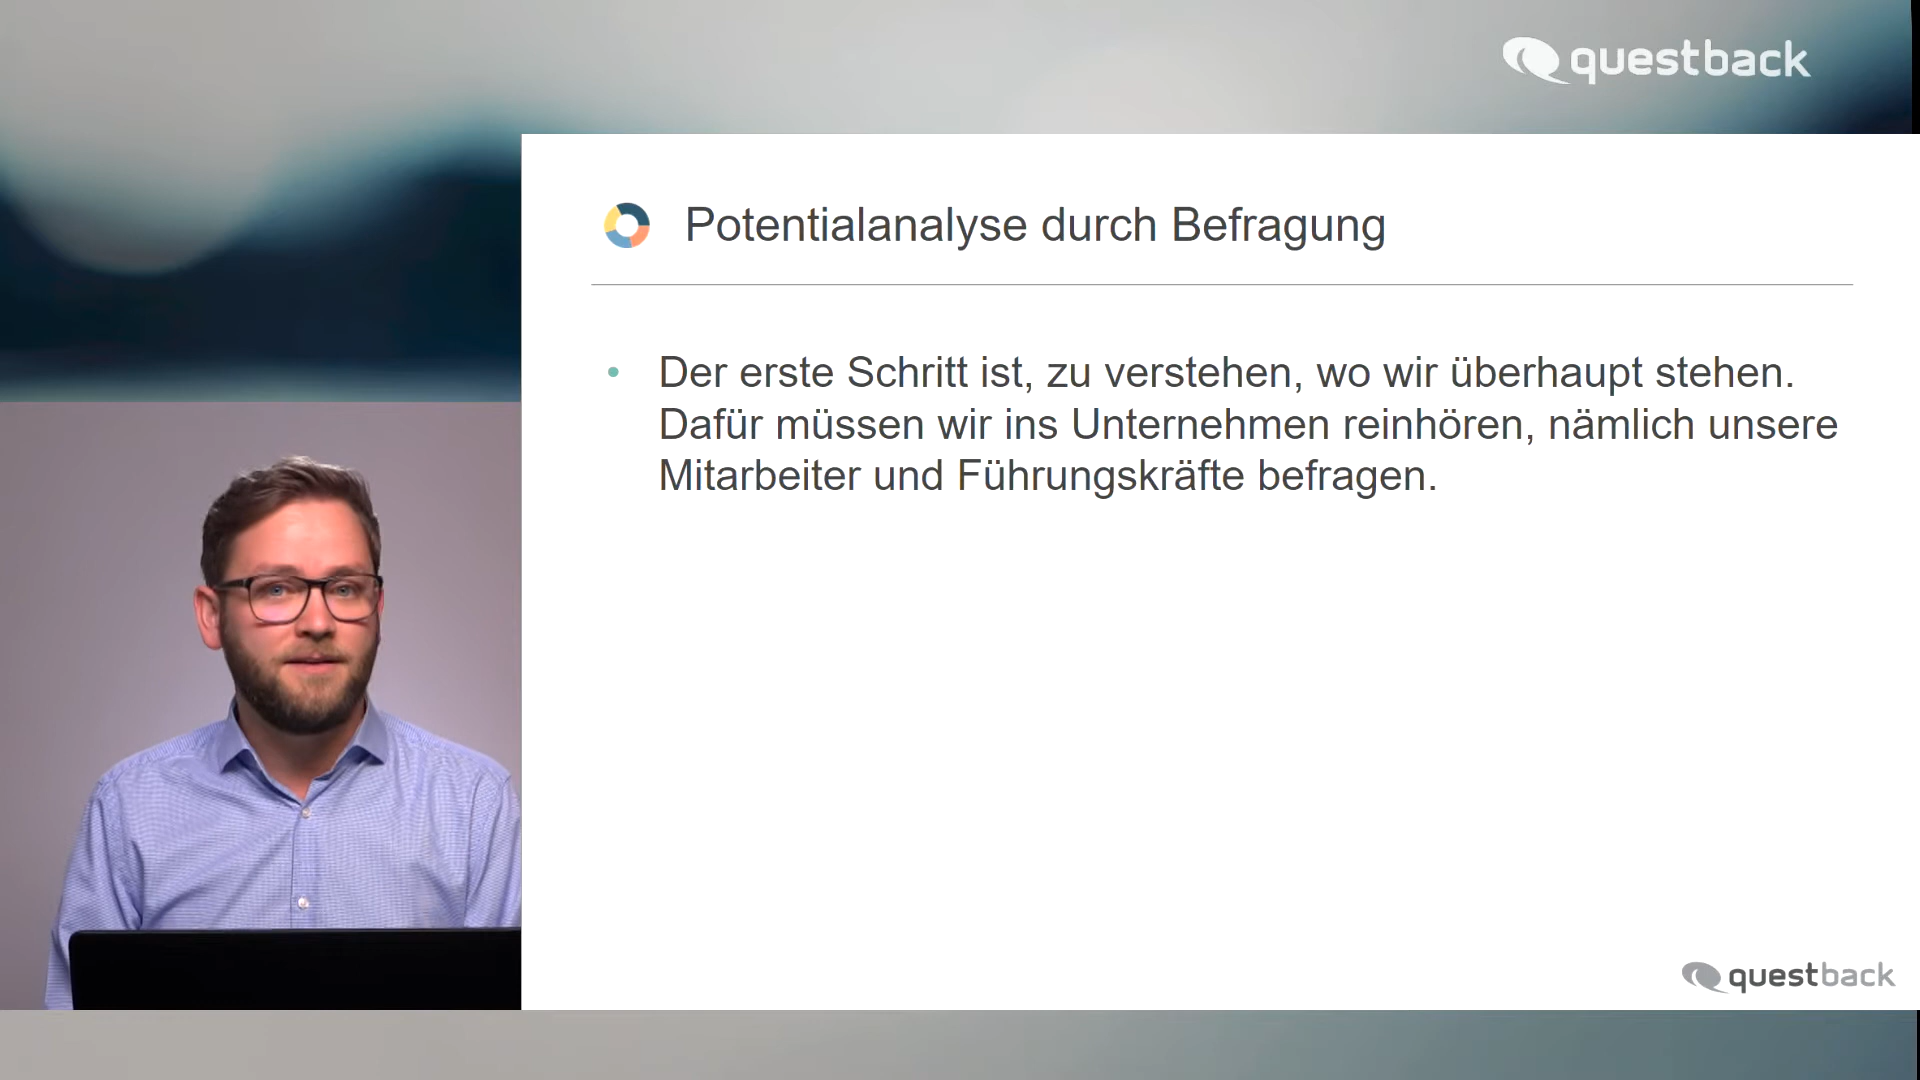 questback
Potentialanalyse durch Befragung
• Der erste Schritt ist, zu verstehen, wo wir überhaupt stehen.
Dafür müssen wir ins Unternehmen reinhören, nämlich unsere
Mitarbeiter und Führungskräfte befragen.
questback